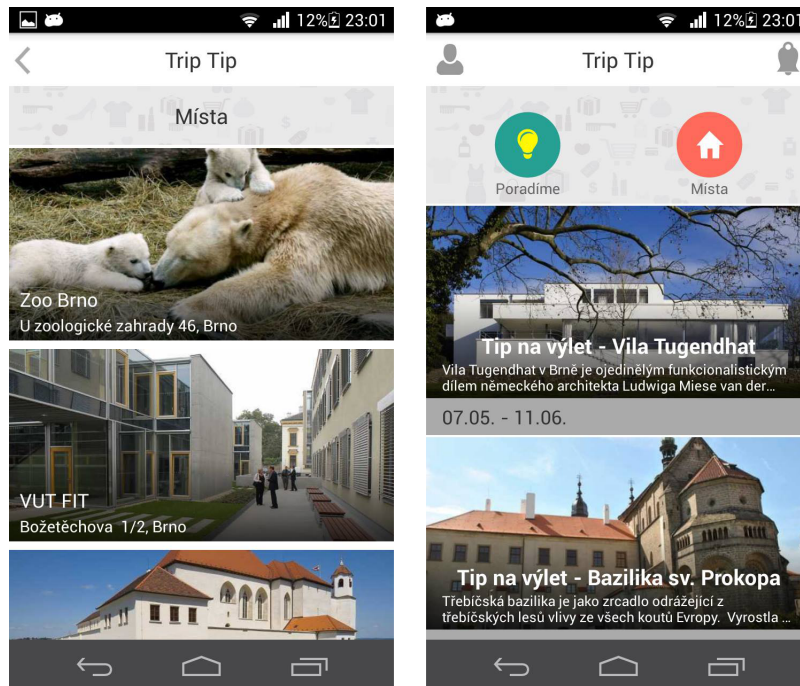 12% 23:01
Trip Tip
Místa
Zoo Brno
U zoologické zahrady 46, Brno
VUT FIT
Božetěchova 1/2, Brno
12% 23:01
Trip Tip
Poradíme
Místa
Tip na výlet - Vila Tugendhat
Vila Tugendhat v Brně je ojedinělým funkcionalistickým
dílem německého architekta Ludwiga Miese van der...
07.05. - 11.06.
Tip na výlet - Bazilika sv. Prokopa
Třebíčská bazilika je jako zrcadlo odrážející z
třebíčských lesů vlivy ze všech koutů Evropy. Vyrostla ...